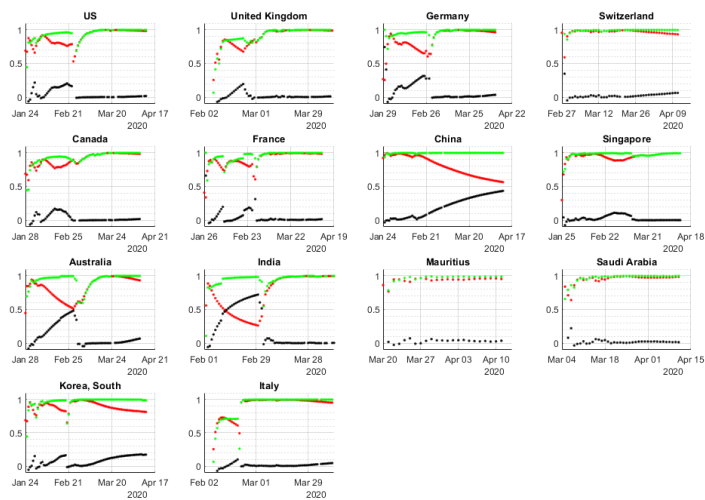 US
1
0.5
0
Jan 24
Feb 21
Mar 20
Apr 17
2020
United Kingdom
1
0.5
0
Feb 02
Mar 01
Mar 29
2020
Germany
1
0.5
0
Jan 29
Feb 26
Mar 25
Apr 22
2020
Switzerland
1
0.5
0
Feb 27
Mar 12
Mar 26
Apr 09
2020
Canada
1
0.5
0
Jan 28
Feb 25
Mar 24
Apr 21
2020
France
1
0.5
0
Jan 26
Feb 23
Mar 22
Apr 19
2020
China
1
0.5
0
Jan 24
Feb 21
Mar 20
Apr 17
2020
Singapore
1
0.5
0
Jan 25
Feb 22
Mar 21
Apr 18
2020
Australia
1
0.5
0
Jan 28
Feb 25
Mar 24
Apr 21
2020
India
1
0.5
0
Feb 01
Feb 29
Mar 28
2020
Mauritius
1
0.5
0
Mar 20
Mar 27
Apr 03
Apr 10
2020
Saudi Arabia
1
0.5
0
Mar 04
Mar 18
Apr 01
Apr 15
2020
Korea, South
1
0.5
0
Jan 24
Feb 21
Mar 20
Apr 17
2020
Italy
1
0.5
0
Feb 02
Mar 01
Mar 29
2020